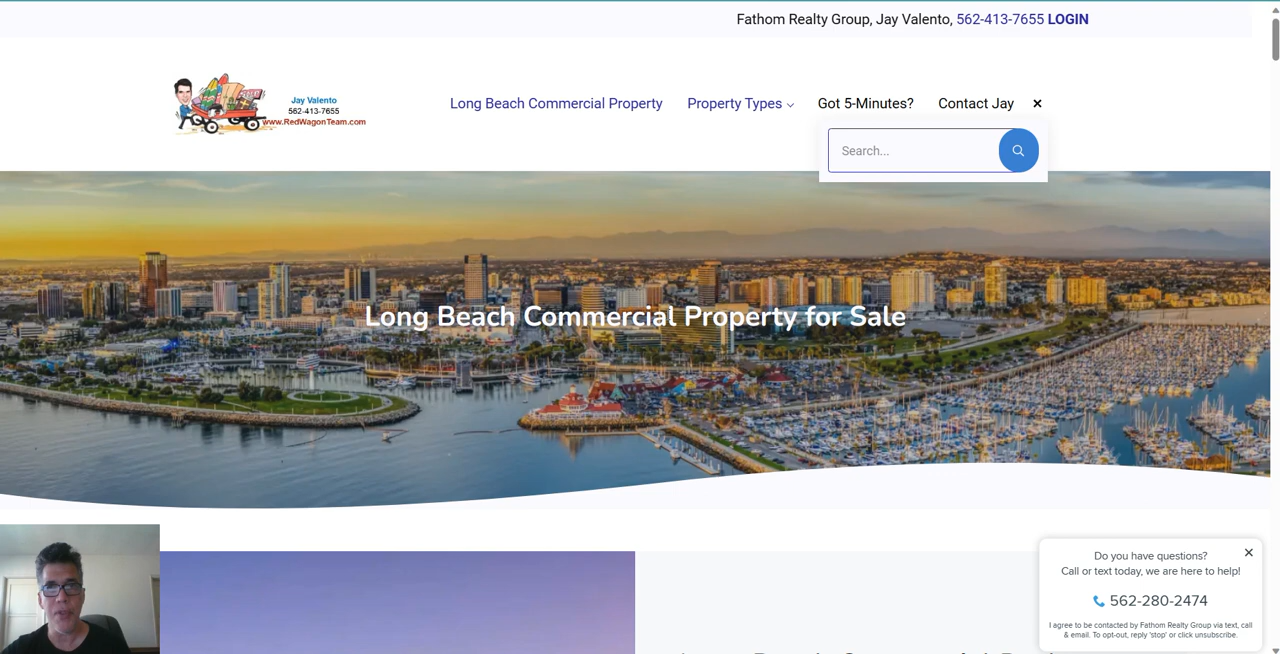 Fathom Realty Group, Jay Valento, 562-413-7655 LOGIN
Jay Valento
562-413-7655
www.RedWagonTeam.com
Long Beach Commercial Property Property Types Got 5-Minutes? Contact Jay
Search...
Long Beach Commercial Property for Sale
Do you have questions?
Call or text today, we are here to help!
562-280-2474
I agree to be contacted by Fathom Realty Group via text, call
& email. To opt-out, reply 'stop' or click unsubscribe.